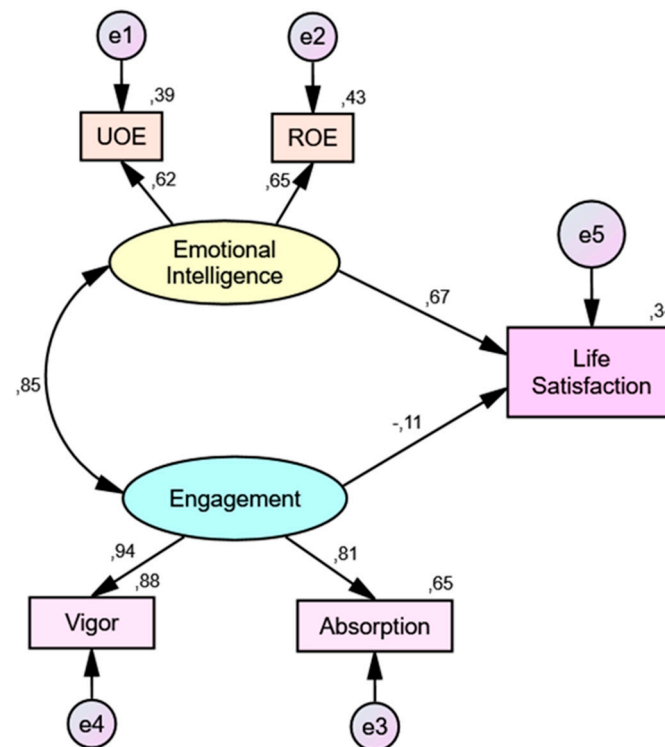 e1
e2
,39
,43
UOE
ROE
,62
,65
Emotional
Intelligence
e5
,67
Life
Satisfaction
,85
-,11
Engagement
,94
,81
,88
,65
Vigor
Absorption
e4
e3